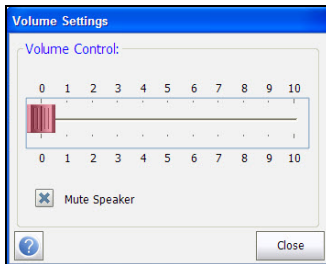 Volume Settings
Volume Control:
0 1 2 3 4 5 6 7 8 9 10
0 1 2 3 4 5 6 7 8 9 10
Mute Speaker
? Close